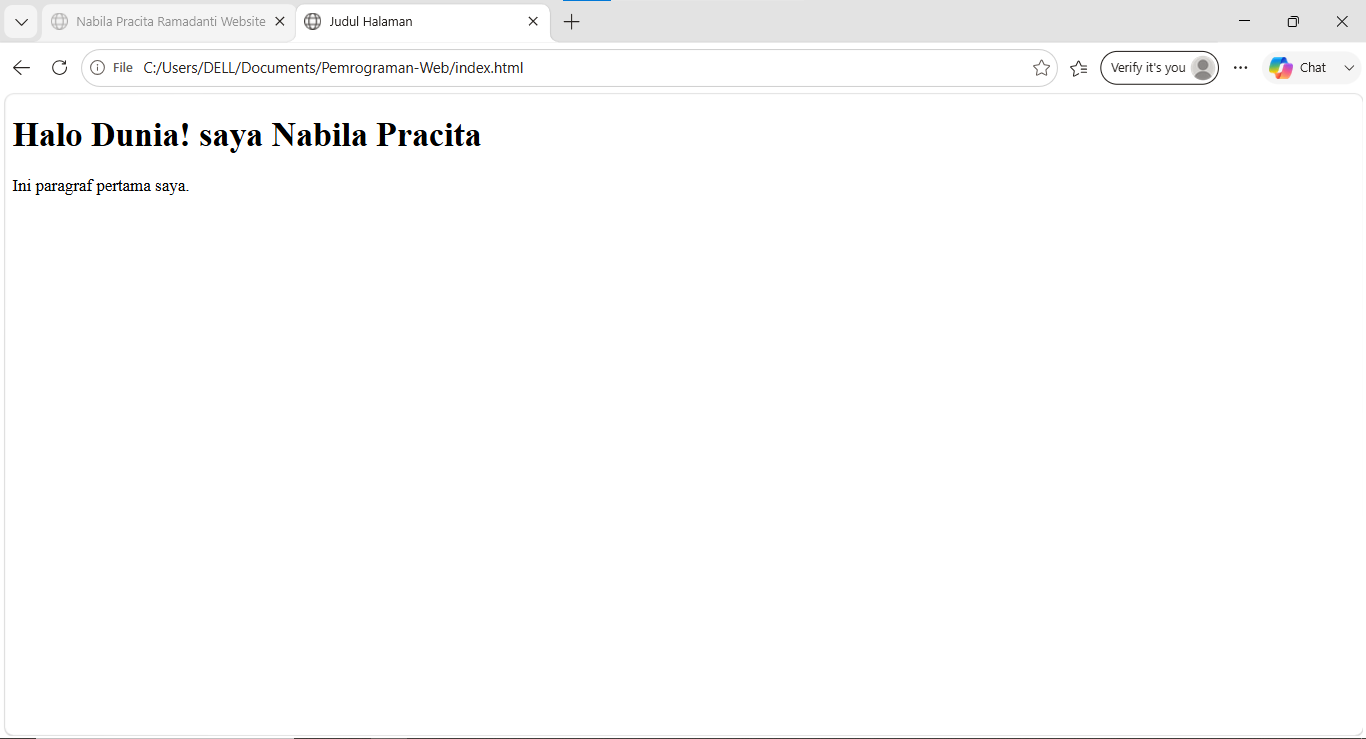 Nabila Pracita Ramadanti Website
Judul Halaman
File C:/Users/DELL/Documents/Pemrograman-Web/index.html
Verify it's you
Chat
Halo Dunia! saya Nabila Pracita
Ini paragraf pertama saya.